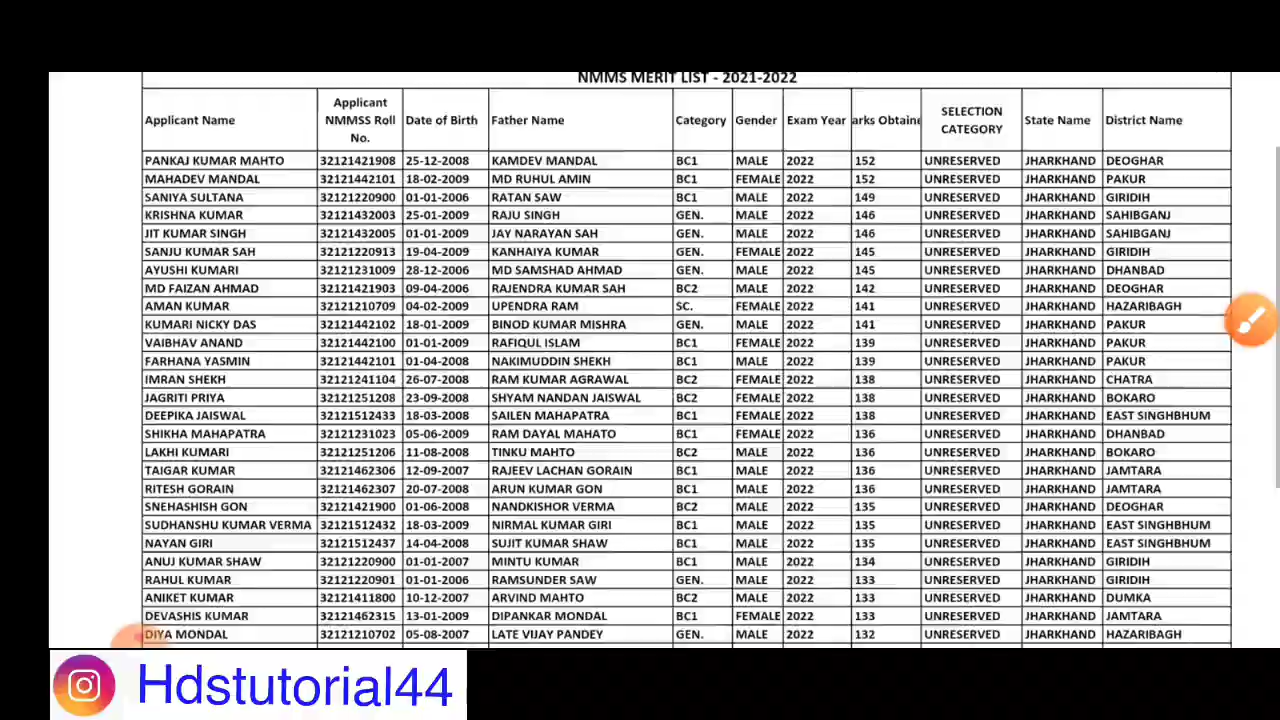 NMMS MERIT LIST - 2021-2022
Applicant Name Applicant NMMSS Roll No. Date of Birth Father Name Category Gender Exam Year arks Obtaine SELECTION CATEGORY State Name District Name
PANKAJ KUMAR MAHTO 32121421908 25-12-2008 KAMDEV MANDAL BC1 MALE 2022 152 UNRESERVED JHARKHAND DEOGHAR
MAHADEV MANDAL 32121442101 18-02-2009 MD RUHUL AMIN BC1 FEMALE 2022 152 UNRESERVED JHARKHAND PAKUR
SANIYA SULTANA 32121220900 01-01-2006 RATAN SAW BC1 MALE 2022 149 UNRESERVED JHARKHAND GIRIDIH
KRISHNA KUMAR 32121432003 25-01-2009 RAJU SINGH GEN. MALE 2022 146 UNRESERVED JHARKHAND SAHIBGANJ
JIT KUMAR SINGH 32121432005 01-01-2009 JAY NARAYAN SAH GEN. MALE 2022 146 UNRESERVED JHARKHAND SAHIBGANJ
SANJU KUMAR SAH 32121220913 19-04-2009 KANHAIYA KUMAR GEN. FEMALE 2022 145 UNRESERVED JHARKHAND GIRIDIH
AYUSHI KUMARI 32121231009 28-12-2006 MD SAMSHAD AHMAD GEN. MALE 2022 145 UNRESERVED JHARKHAND DHANBAD
MD FAIZAN AHMAD 32121421903 09-04-2006 RAJENDRA KUMAR SAH BC2 MALE 2022 142 UNRESERVED JHARKHAND DEOGHAR
AMAN KUMAR 32121210709 04-02-2009 UPENDRA RAM SC. FEMALE 2022 141 UNRESERVED JHARKHAND HAZARIBAGH
KUMARI NICKY DAS 32121442102 18-01-2009 BINOD KUMAR MISHRA GEN. MALE 2022 141 UNRESERVED JHARKHAND PAKUR
VAIBHAV ANAND 32121442100 01-01-2009 RAFIQUL ISLAM BC1 FEMALE 2022 139 UNRESERVED JHARKHAND PAKUR
FARHANA YASMIN 32121442101 01-04-2008 NAKIMUDDIN SHEKH BC1 MALE 2022 139 UNRESERVED JHARKHAND PAKUR
IMRAN SHEKH 32121241104 26-07-2008 RAM KUMAR AGRAWAL BC2 FEMALE 2022 138 UNRESERVED JHARKHAND CHATRA
JAGRITI PRIYA 32121251208 23-09-2008 SHYAM NANDAN JAISWAL BC2 FEMALE 2022 138 UNRESERVED JHARKHAND BOKARO
DEEPIKA JAISWAL 32121512433 18-03-2008 SAILEN MAHAPATRA BC1 FEMALE 2022 138 UNRESERVED JHARKHAND EAST SINGHBHUM
SHIKHA MAHAPATRA 32121231023 05-06-2009 RAM DAYAL MAHATO BC1 FEMALE 2022 136 UNRESERVED JHARKHAND DHANBAD
LAKHI KUMARI 32121251206 11-08-2008 TINKU MAHTO BC2 MALE 2022 136 UNRESERVED JHARKHAND BOKARO
TAIGAR KUMAR 32121462306 12-09-2007 RAJEEV LACHAN GORAIN BC1 MALE 2022 136 UNRESERVED JHARKHAND JAMTARA
RITESH GORAIN 32121462307 20-07-2008 ARUN KUMAR GON BC1 MALE 2022 136 UNRESERVED JHARKHAND JAMTARA
SNEHASHISH GON 32121421900 01-06-2008 NANDKISHOR VERMA BC2 MALE 2022 135 UNRESERVED JHARKHAND DEOGHAR
SUDHANSHU KUMAR VERMA 32121512432 18-03-2009 NIRMAL KUMAR GIRI BC1 MALE 2022 135 UNRESERVED JHARKHAND EAST SINGHBHUM
NAYAN GIRI 32121512437 14-04-2008 SUJIT KUMAR SHAW BC1 MALE 2022 135 UNRESERVED JHARKHAND EAST SINGHBHUM
ANUJ KUMAR SHAW 32121220900 01-01-2007 MINTU KUMAR BC1 MALE 2022 134 UNRESERVED JHARKHAND GIRIDIH
RAHUL KUMAR 32121220901 01-01-2006 RAMSUNDER SAW GEN. MALE 2022 133 UNRESERVED JHARKHAND GIRIDIH
ANIKET KUMAR 32121411800 10-12-2007 ARVIND MAHTO BC2 MALE 2022 133 UNRESERVED JHARKHAND DUMKA
DEVASHIS KUMAR 32121462315 13-01-2009 DIPANKAR MONDAL BC1 FEMALE 2022 133 UNRESERVED JHARKHAND JAMTARA
DIYA MONDAL 32121210702 05-08-2007 LATE VIJAY PANDEY GEN. MALE 2022 132 UNRESERVED JHARKHAND HAZARIBAGH
Hdstutorial44